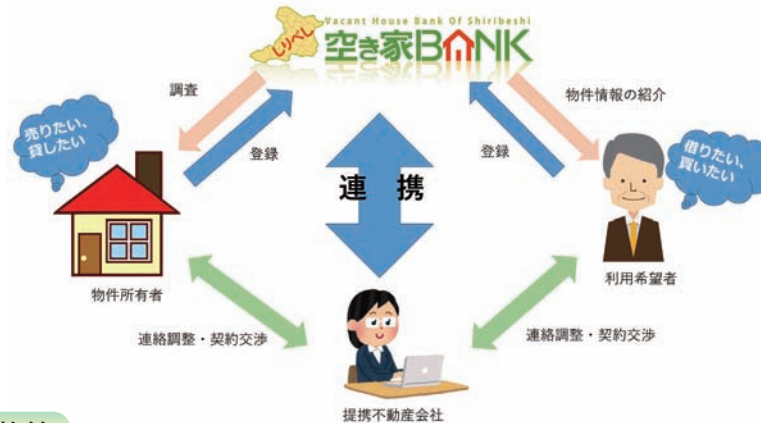 Vacant House Bank Of Shiribeshi
しりべし
空き家BANK
調査
物件情報の紹介
売りたい、
貸したい
登録
登録
借りたい、
買いたい
連 携
物件所有者
利用希望者
連絡調整・契約交渉
連絡調整・契約交渉
提携不動産会社